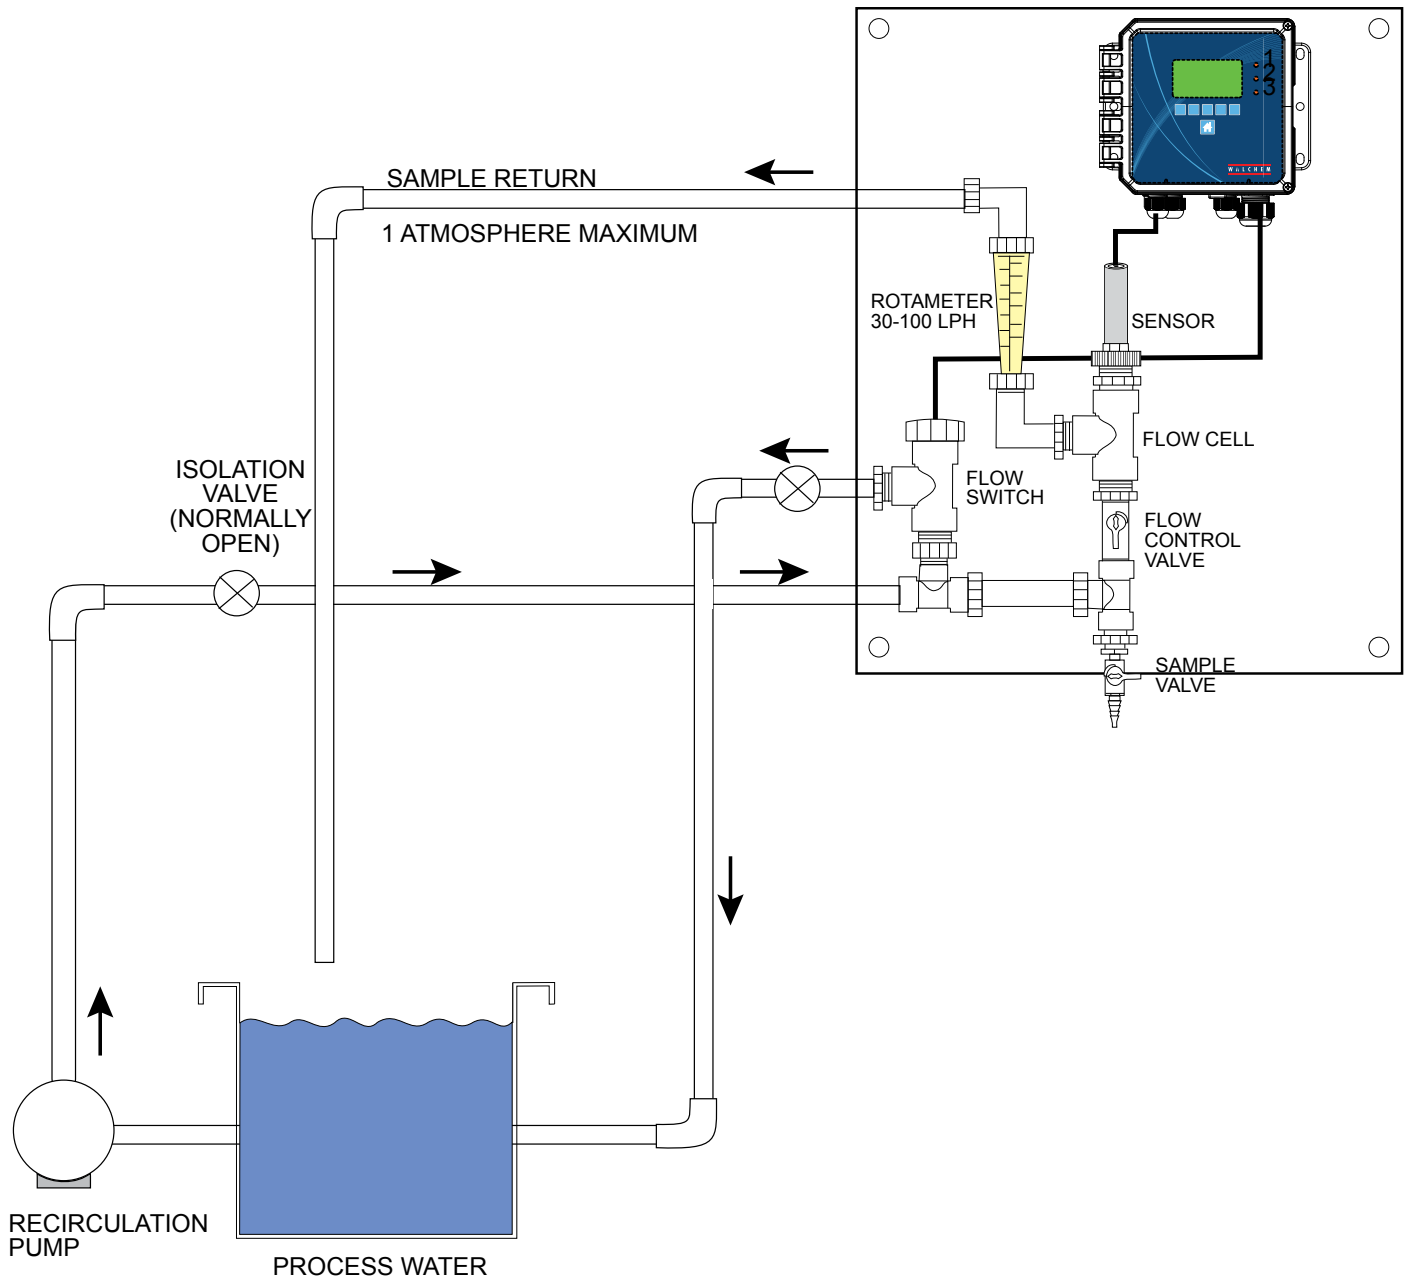 1
2
3
WALCHEM
SAMPLE RETURN
1 ATMOSPHERE MAXIMUM
ROTAMETER
30-100 LPH
SENSOR
FLOW CELL
ISOLATION
VALVE
(NORMALLY
OPEN)
FLOW
SWITCH
FLOW
CONTROL
VALVE
SAMPLE
VALVE
RECIRCULATION
PUMP
PROCESS WATER